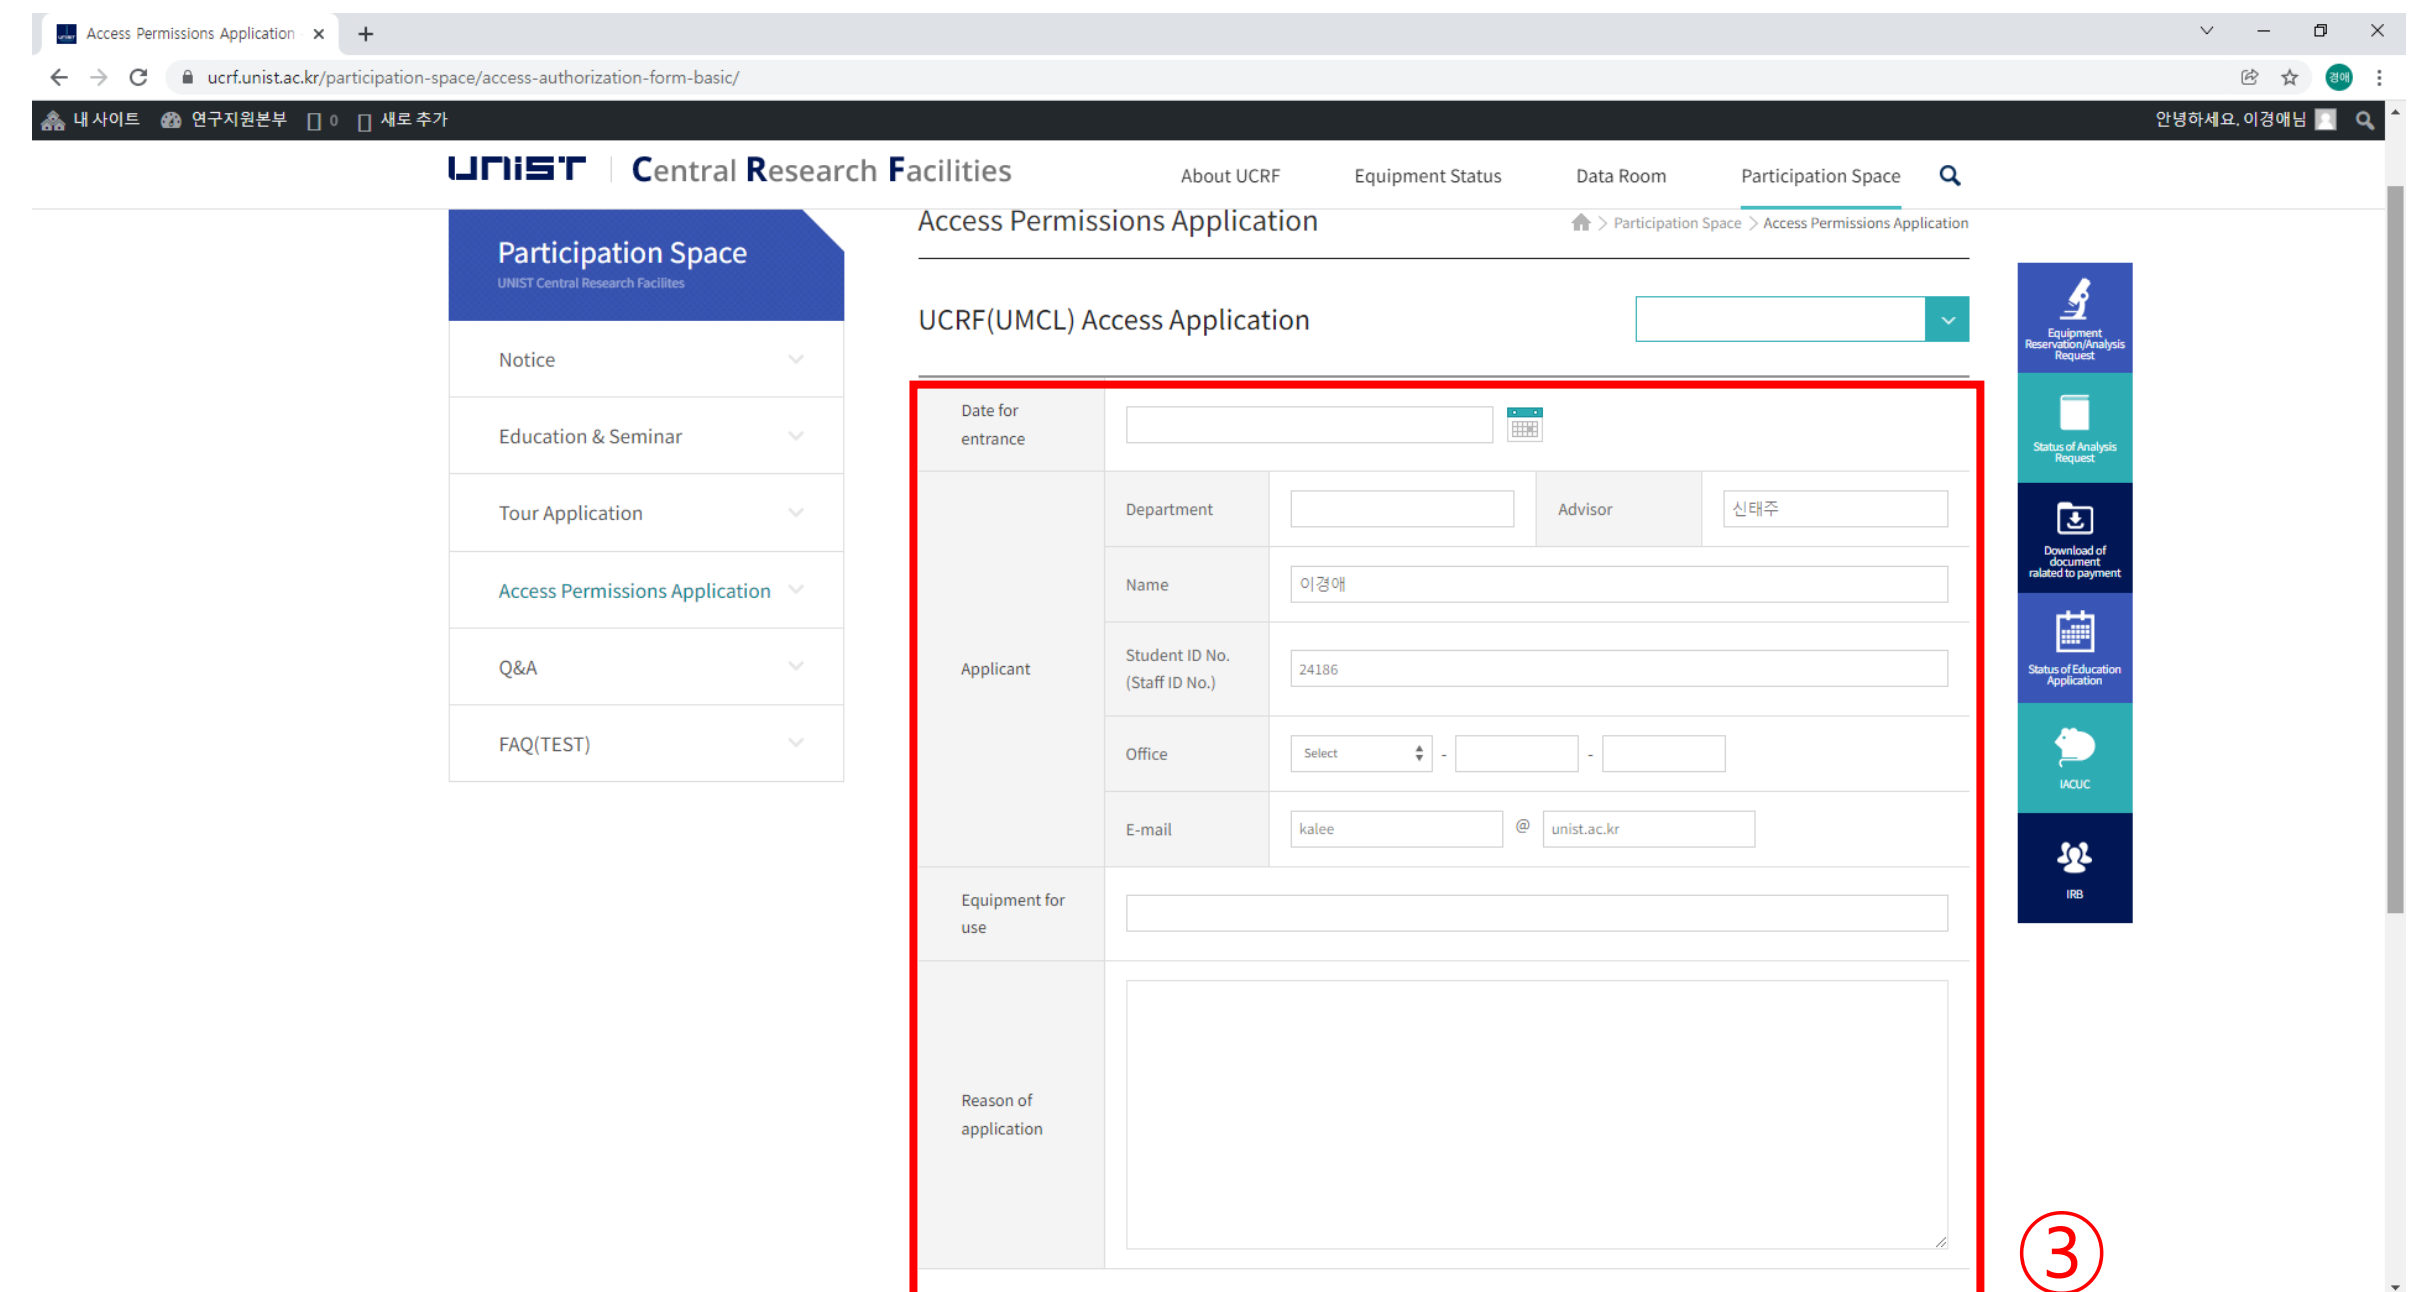 Access Permissions Application
ucrf.unist.ac.kr/participation-space/access-authorization-form-basic/
경애
내 사이트 연구지원본부 0 새로 추가
안녕하세요. 이경애님
UNIST Central Research Facilities
About UCRF Equipment Status Data Room Participation Space
Participation Space
UNIST Central Research Facilites
Notice
Education & Seminar
Tour Application
Access Permissions Application
Q&A
FAQ(TEST)
Access Permissions Application
> Participation Space > Access Permissions Application
UCRF(UMCL) Access Application
Date for
entrance
Applicant
Department
Advisor 신태주
Name 이경애
Student ID No.
(Staff ID No.)
24186
Office Select - -
E-mail kalee @ unist.ac.kr
Equipment for
use
Reason of
application
Equipment
Reservation/Analysis
Request
Status of Analysis
Request
Download of
document
ralated to payment
Status of Education
Application
IACUC
IRB
③